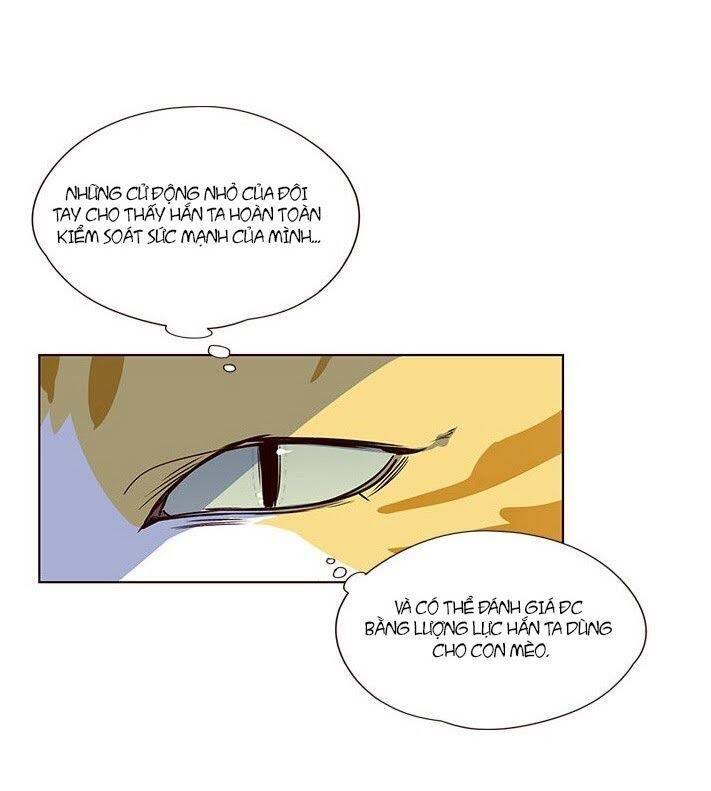 NHỮNG CỬ ĐỘNG NHỎ CỦA ĐÔI
TAY CHO THẤY HẮN TA HOÀN TOÀN
KIỂM SOÁT SỨC MẠNH CỦA MÌNH...
VÀ CÓ THỂ ĐÁNH GIÁ ĐC
BẰNG LƯỢNG LỰC HẮN TA DÙNG
CHO CON MÈO.